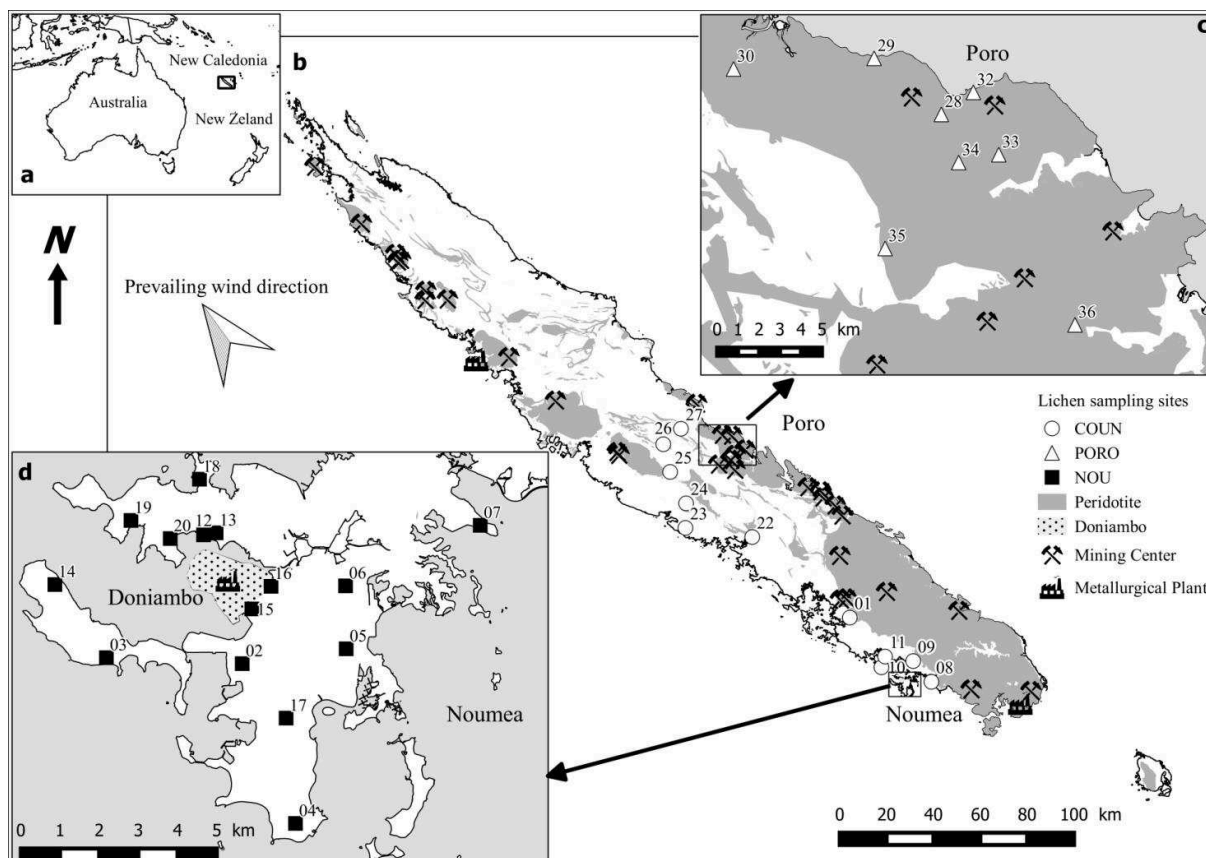 a
New Caledonia
Australia
New Zeland
b
N
Prevailing wind direction
c
Poro
30
29
32
28
34
33
35
36
0 1 2 3 4 5 km
27
26
25
24
23
22
Poro
01
11
09
10
08
Noumea
Lichen sampling sites
COUN
PORO
NOU
Peridotite
Doniambo
Mining Center
Metallurgical Plant
d
18
19
20
12
13
07
14
16
06
Doniambo
15
03
02
05
17
Noumea
04
0 1 2 3 4 5 km
0 20 40 60 80 100 km